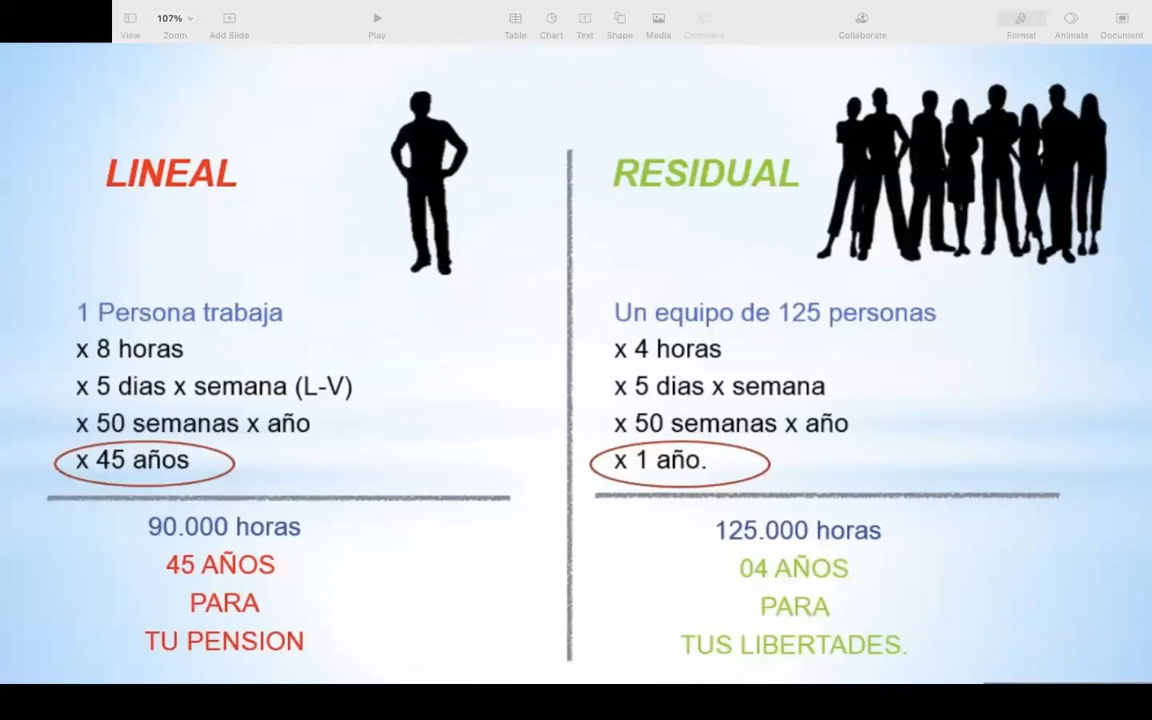 107%
View
Zoom
Add Slide
Play
Table
Chart
Text
Shape
Media
Comment
Collaborate
Format
Animate
Document
LINEAL
1 Persona trabaja
x 8 horas
x 5 dias x semana (L-V)
x 50 semanas x año
x 45 años
90.000 horas
45 AÑOS
PARA
TU PENSION
RESIDUAL
Un equipo de 125 personas
x 4 horas
x 5 dias x semana
x 50 semanas x año
x 1 año.
125.000 horas
04 AÑOS
PARA
TUS LIBERTADES.